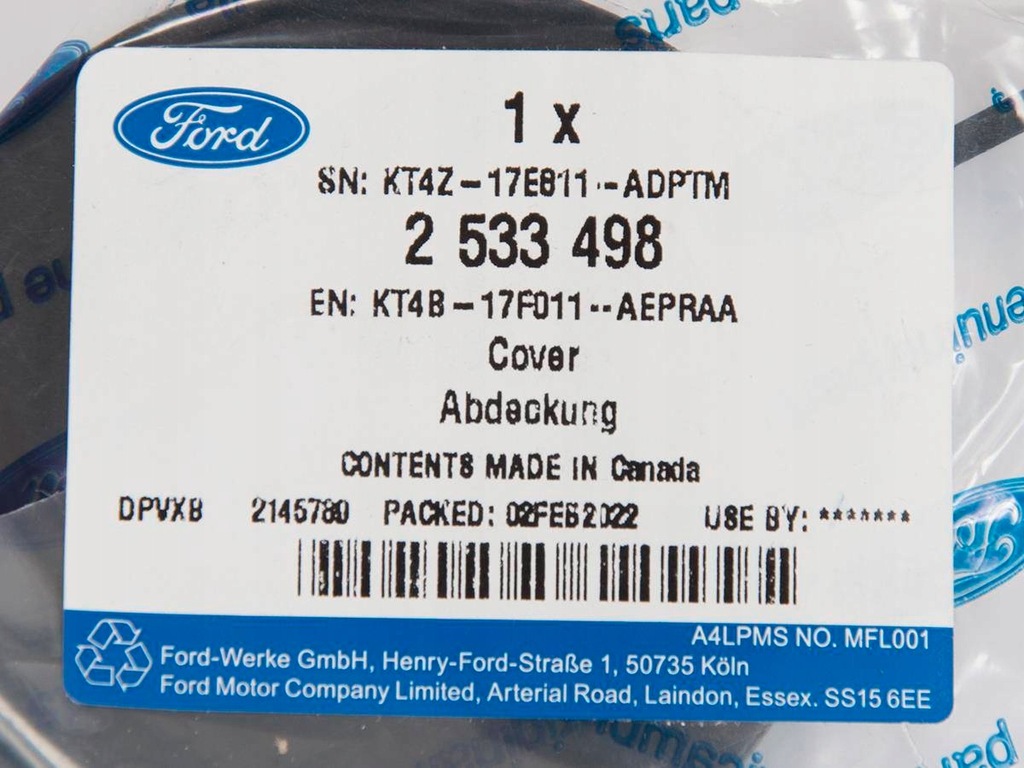 Ford
1 x
SN: KT4Z-17E811--ADPTM
2 533 498
EN: KT4B-17F011--AEPRAA
Cover
Abdeckung
CONTENTS MADE IN Canada
DPVXB 2145780 PACKED: 02FEB2022 USE BY: *******
A4LPMS NO. MFL001
Ford-Werke GmbH, Henry-Ford-Straße 1, 50735 Köln
Ford Motor Company Limited, Arterial Road, Laindon, Essex. SS15 6EE